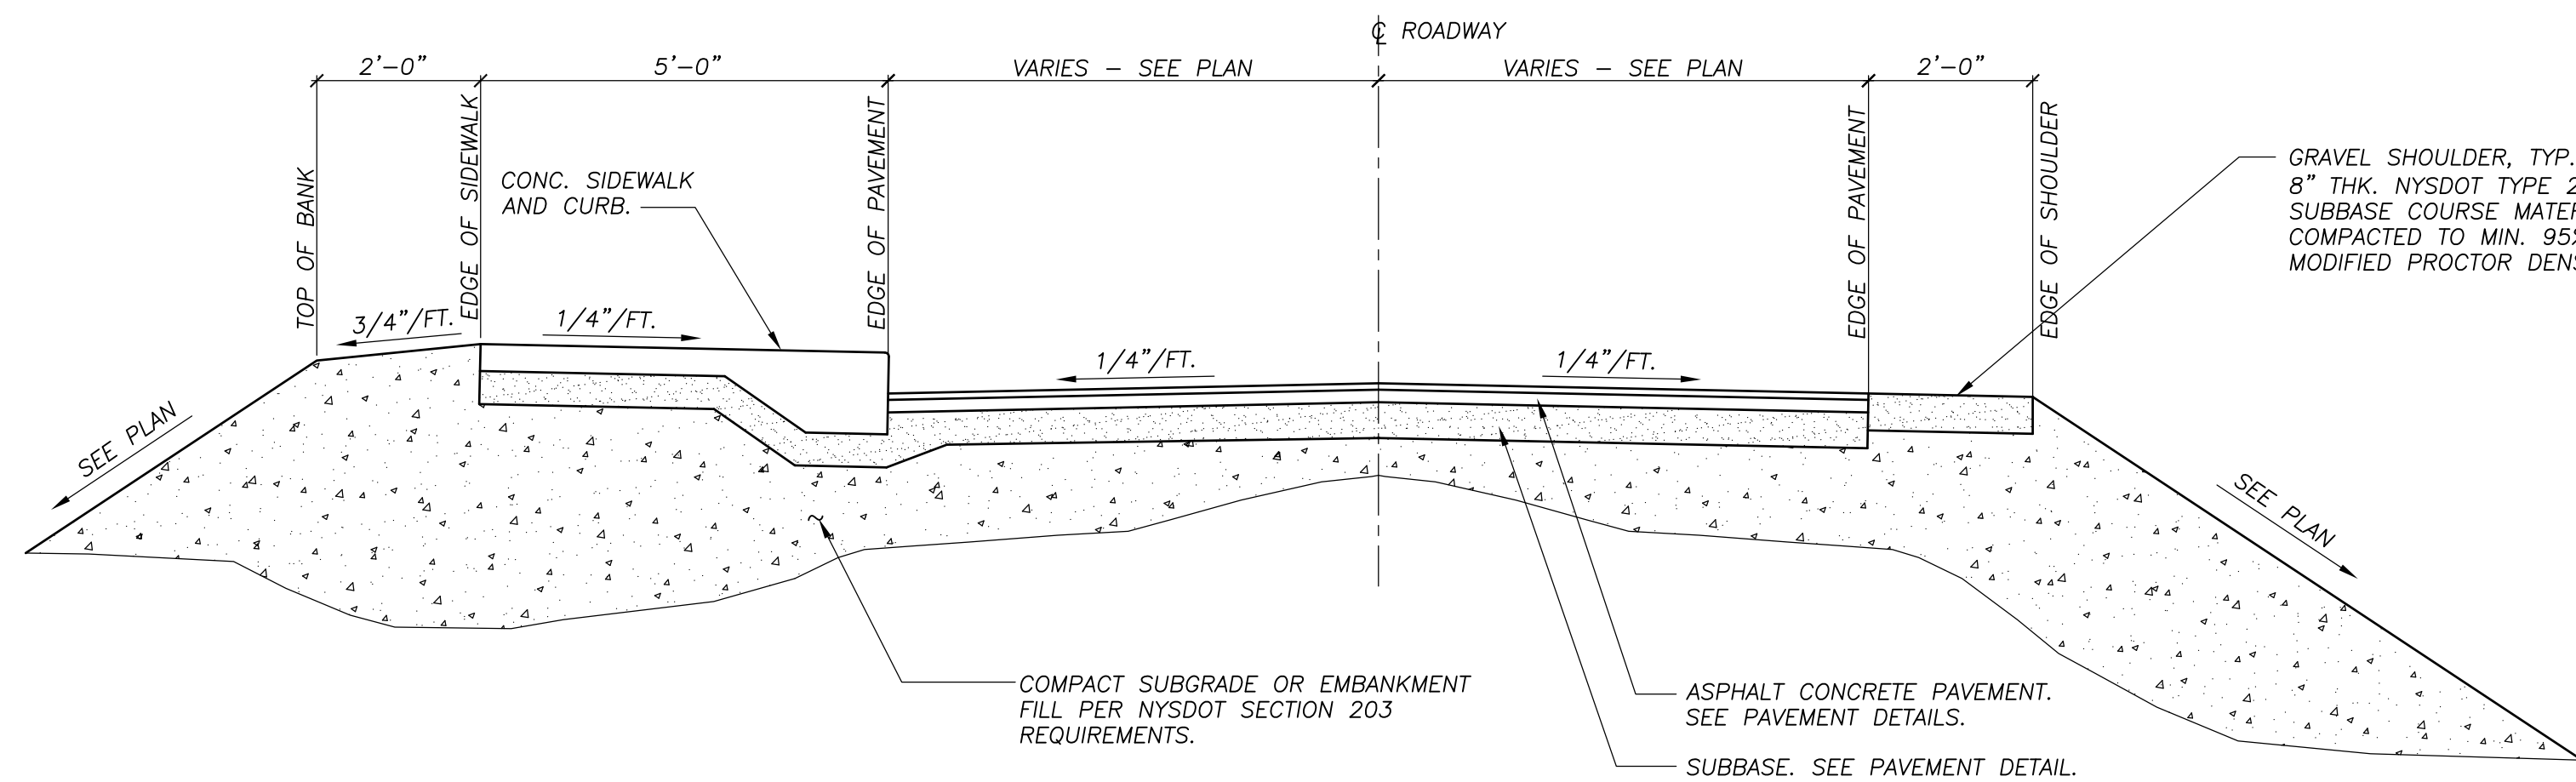 ℄ ROADWAY
2'-0" 5'-0" VARIES - SEE PLAN VARIES - SEE PLAN 2'-0"
TOP OF BANK
EDGE OF SIDEWALK
EDGE OF PAVEMENT
EDGE OF PAVEMENT
EDGE OF SHOULDER
CONC. SIDEWALK
AND CURB.
GRAVEL SHOULDER, TYP.
8" THK. NYSDOT TYPE 2
SUBBASE COURSE MATER
COMPACTED TO MIN. 95%
MODIFIED PROCTOR DENS
3/4"/FT.
1/4"/FT.
1/4"/FT.
1/4"/FT.
SEE PLAN
SEE PLAN
COMPACT SUBGRADE OR EMBANKMENT
FILL PER NYSDOT SECTION 203
REQUIREMENTS.
ASPHALT CONCRETE PAVEMENT.
SEE PAVEMENT DETAILS.
SUBBASE. SEE PAVEMENT DETAIL.